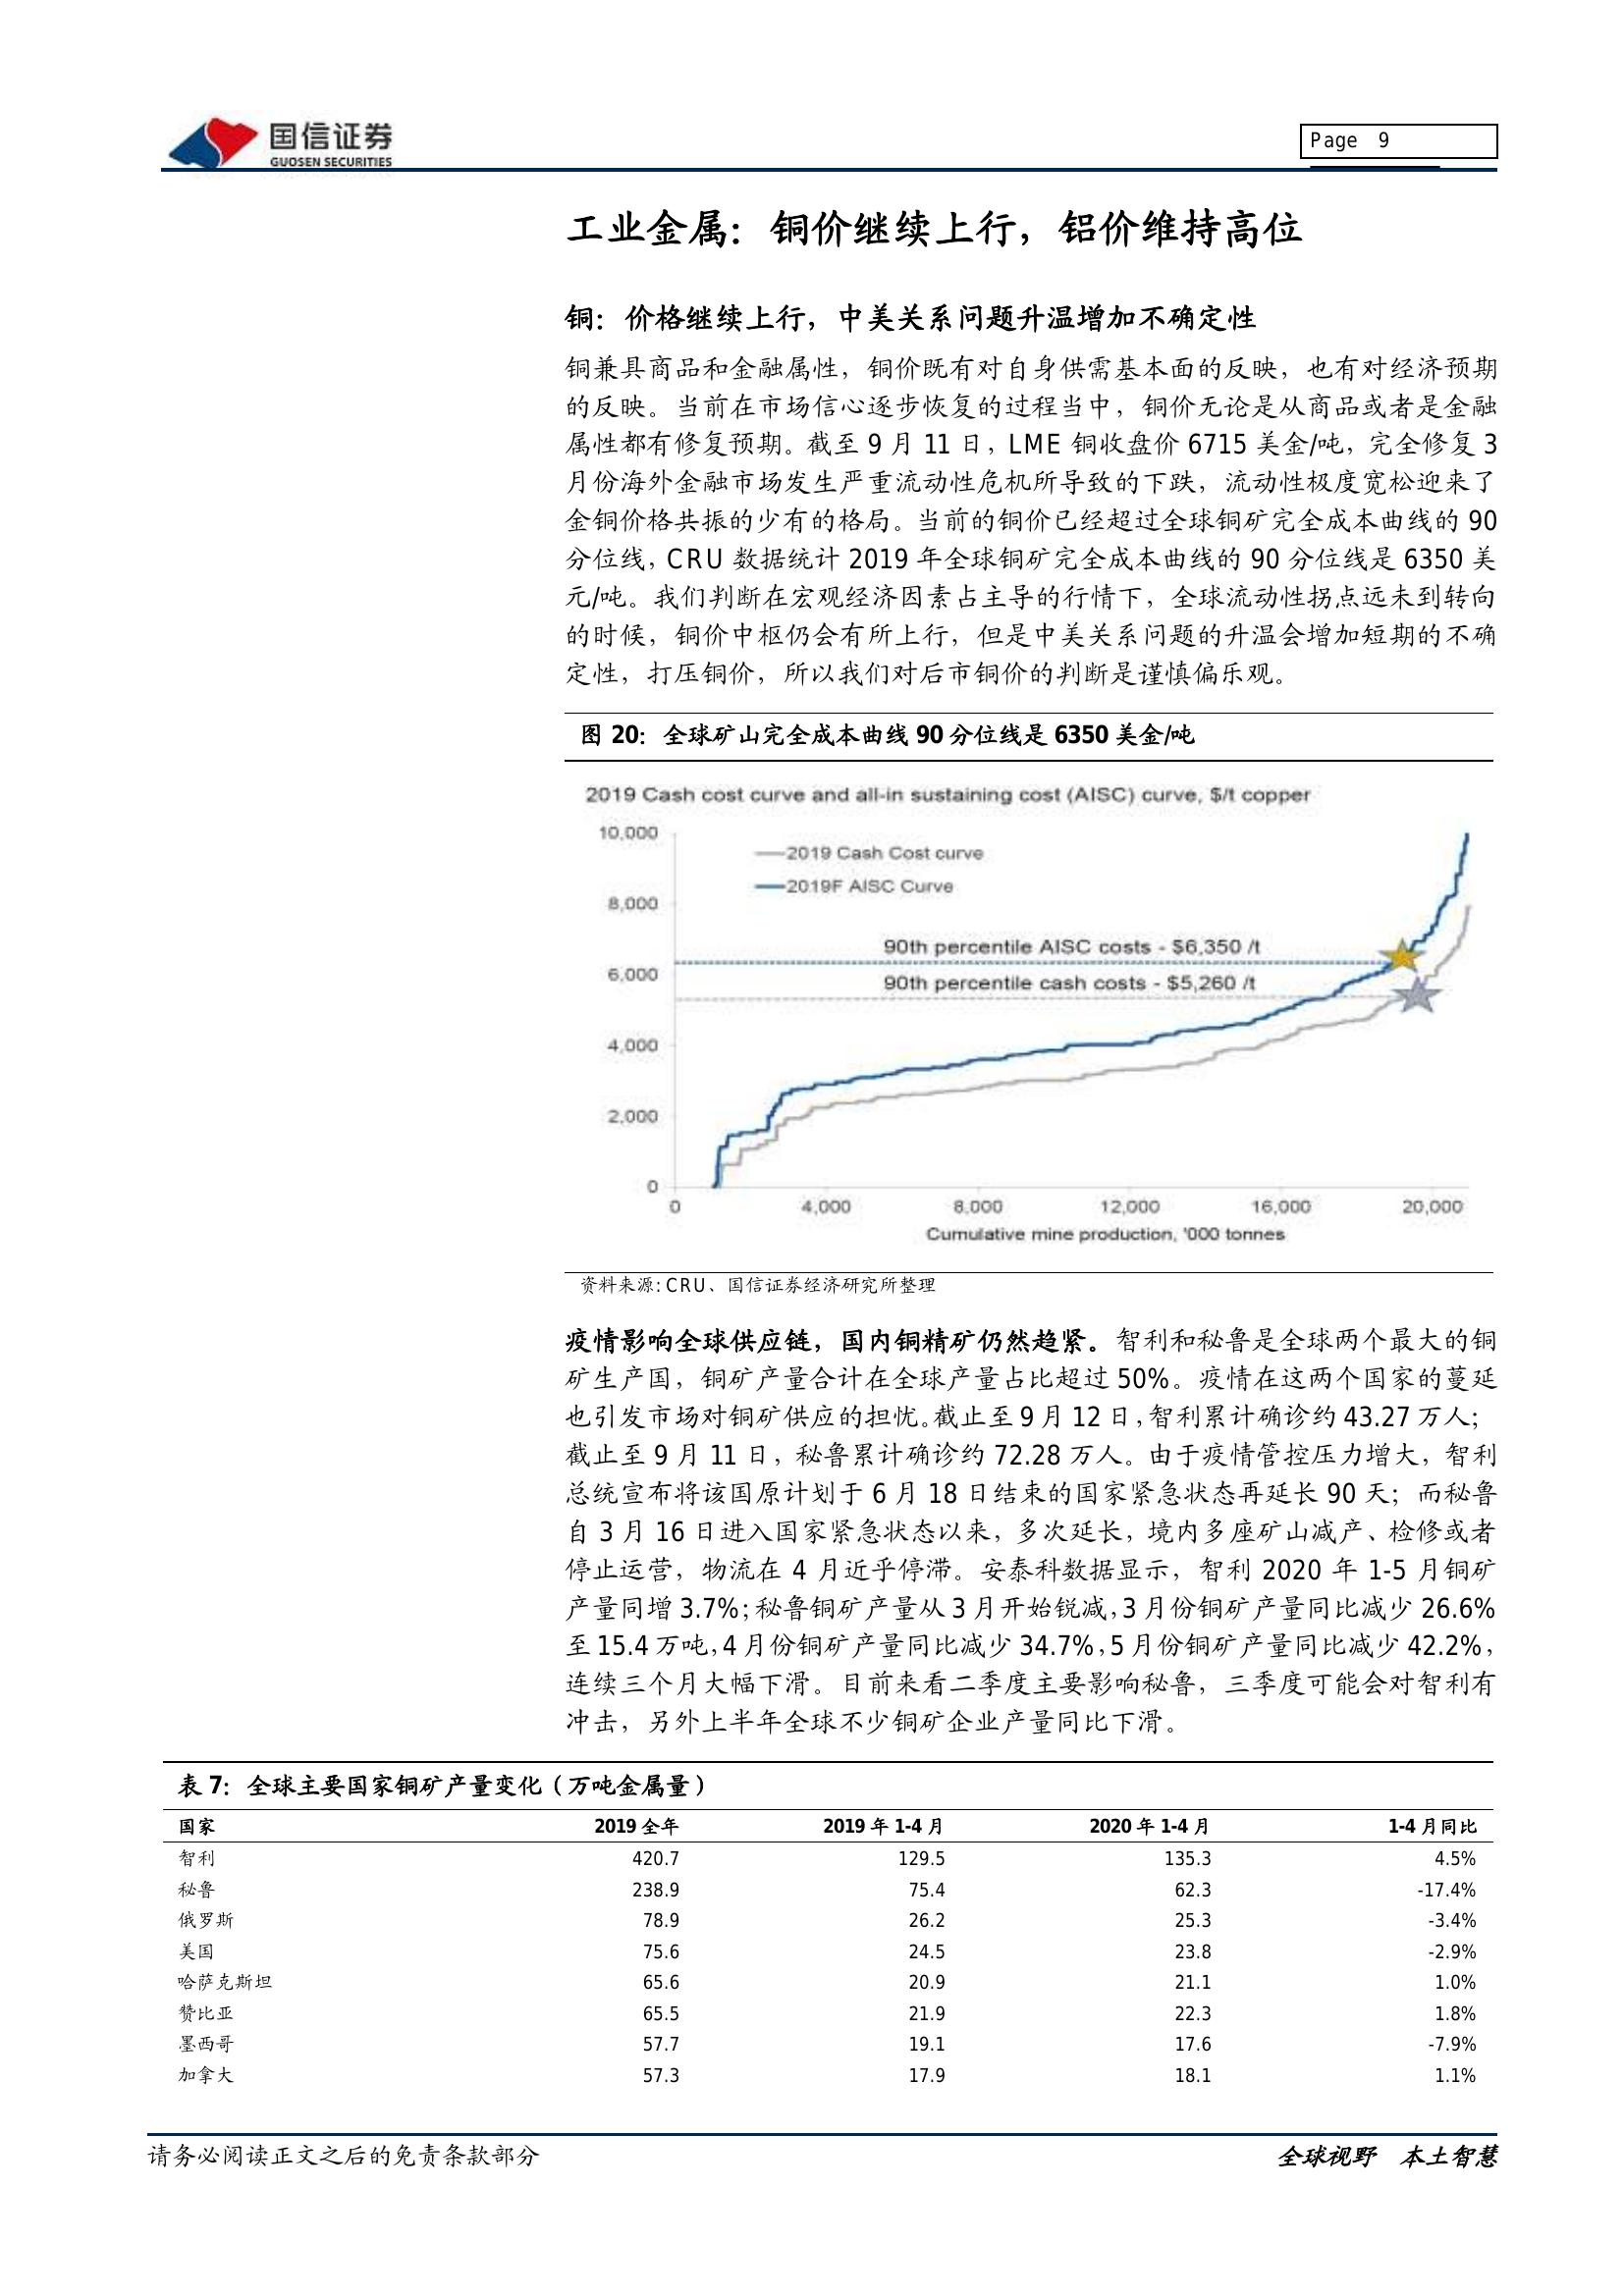 国信证券
GUOSEN SECURITIES
Page 9
工业金属：铜价继续上行，铝价维持高位
铜：价格继续上行，中美关系问题升温增加不确定性
铜兼具商品和金融属性，铜价既有对自身供需基本面的反映，也有对经济预期
的反映。当前在市场信心逐步恢复的过程当中，铜价无论是从商品或者是金融
属性都有修复预期。截至 9 月 11 日，LME 铜收盘价 6715 美金/吨，完全修复 3
月份海外金融市场发生严重流动性危机所导致的下跌，流动性极度宽松迎来了
金铜价格共振的少有的格局。当前的铜价已经超过全球铜矿完全成本曲线的 90
分位线，CRU 数据统计 2019 年全球铜矿完全成本曲线的 90 分位线是 6350 美
元/吨。我们判断在宏观经济因素占主导的行情下，全球流动性拐点远未到转向
的时候，铜价中枢仍会有所上行，但是中美关系问题的升温会增加短期的不确
定性，打压铜价，所以我们对后市铜价的判断是谨慎偏乐观。
图 20：全球矿山完全成本曲线 90 分位线是 6350 美金/吨
2019 Cash cost curve and all-in sustaining cost (AISC) curve, $/t copper
10,000
2019 Cash Cost curve
2019F AISC Curve
8,000
90th percentile AISC costs - $6,350 /t
6,000
90th percentile cash costs - $5,260 /t
4,000
2,000
0
0 4,000 8,000 12,000 16,000 20,000
Cumulative mine production, '000 tonnes
资料来源：CRU、国信证券经济研究所整理
疫情影响全球供应链，国内铜精矿仍然趋紧。智利和秘鲁是全球两个最大的铜
矿生产国，铜矿产量合计在全球产量占比超过 50%。疫情在这两个国家的蔓延
也引发市场对铜矿供应的担忧。截止至 9 月 12 日，智利累计确诊约 43.27 万人；
截止至 9 月 11 日，秘鲁累计确诊约 72.28 万人。由于疫情管控压力增大，智利
总统宣布将该国原计划于 6 月 18 日结束的国家紧急状态再延长 90 天；而秘鲁
自 3 月 16 日进入国家紧急状态以来，多次延长，境内多座矿山减产、检修或者
停止运营，物流在 4 月近乎停滞。安泰科数据显示，智利 2020 年 1-5 月铜矿
产量同增 3.7%；秘鲁铜矿产量从 3 月开始锐减，3 月份铜矿产量同比减少 26.6%
至 15.4 万吨，4 月份铜矿产量同比减少 34.7%，5 月份铜矿产量同比减少 42.2%，
连续三个月大幅下滑。目前来看二季度主要影响秘鲁，三季度可能会对智利有
冲击，另外上半年全球不少铜矿企业产量同比下滑。
表 7：全球主要国家铜矿产量变化（万吨金属量）
国家 2019 全年 2019 年 1-4 月 2020 年 1-4 月 1-4 月同比
智利 420.7 129.5 135.3 4.5%
秘鲁 238.9 75.4 62.3 -17.4%
俄罗斯 78.9 26.2 25.3 -3.4%
美国 75.6 24.5 23.8 -2.9%
哈萨克斯坦 65.6 20.9 21.1 1.0%
赞比亚 65.5 21.9 22.3 1.8%
墨西哥 57.7 19.1 17.6 -7.9%
加拿大 57.3 17.9 18.1 1.1%
请务必阅读正文之后的免责条款部分
全球视野 本土智慧